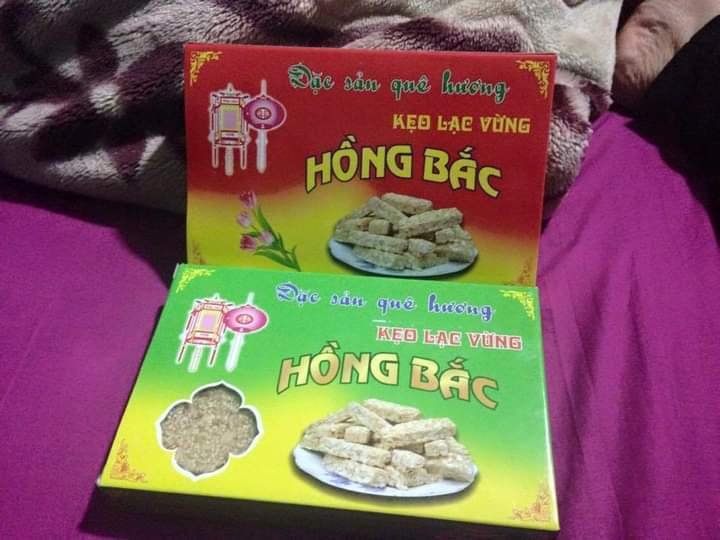 Đặc sản quê hương
KẸO LẠC VỪNG
HỒNG BẮC
Đặc sản quê hương
KẸO LẠC VỪNG
HỒNG BẮC